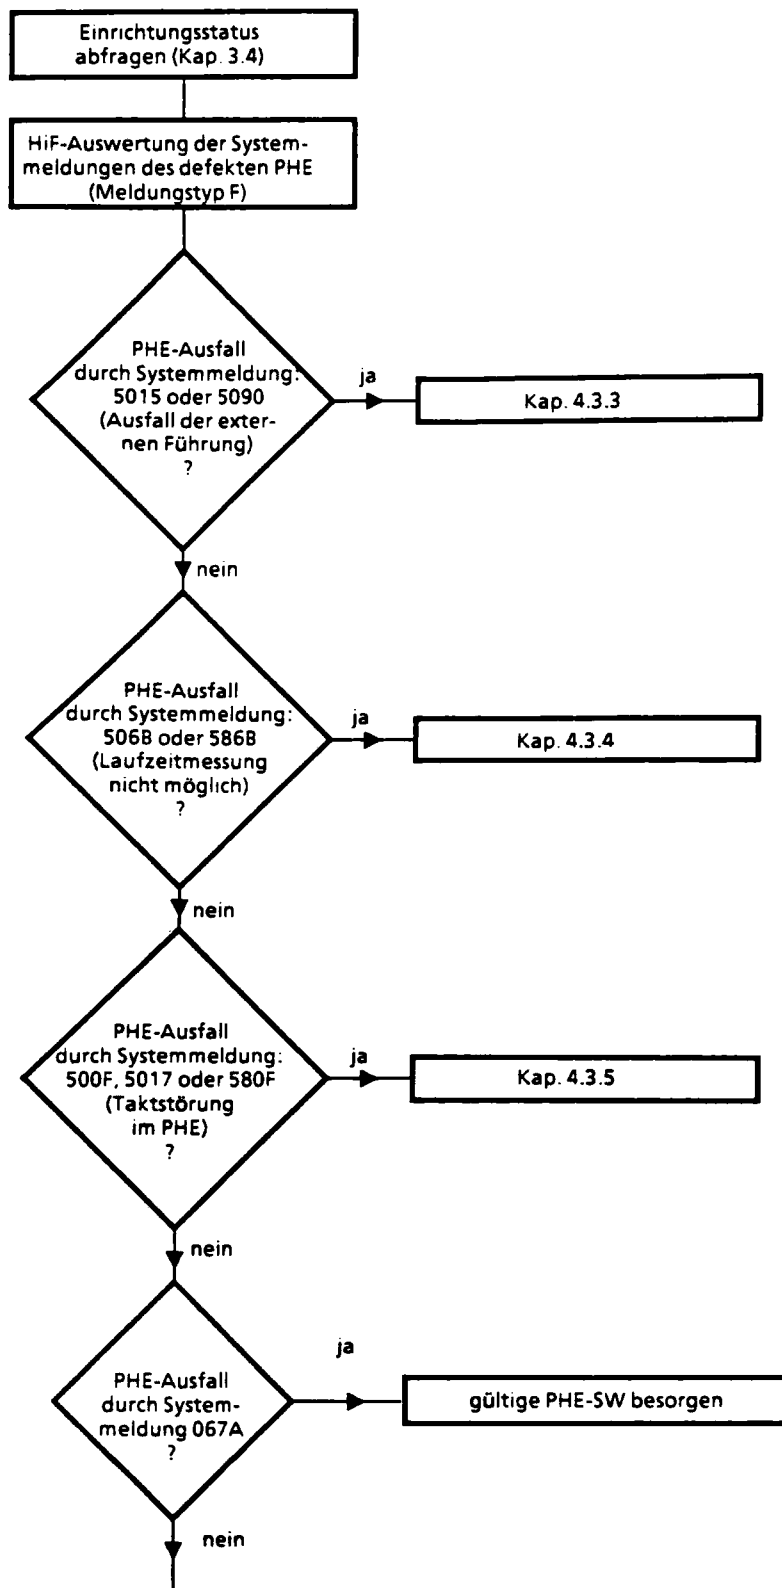 Einrichtungsstatus
abfragen (Kap. 3.4)
HiF-Auswertung der System-
meldungen des defekten PHE
(Meldungstyp F)
PHE-Ausfall
durch Systemmeldung:
5015 oder 5090
(Ausfall der exter-
nen Führung)
?
ja
Kap. 4.3.3
nein
PHE-Ausfall
durch Systemmeldung:
506B oder 586B
(Laufzeitmessung
nicht möglich)
?
ja
Kap. 4.3.4
nein
PHE-Ausfall
durch Systemmeldung:
500F, 5017 oder 580F
(Taktstörung
im PHE)
?
ja
Kap. 4.3.5
nein
PHE-Ausfall
durch System-
meldung 067A
?
ja
gültige PHE-SW besorgen
nein